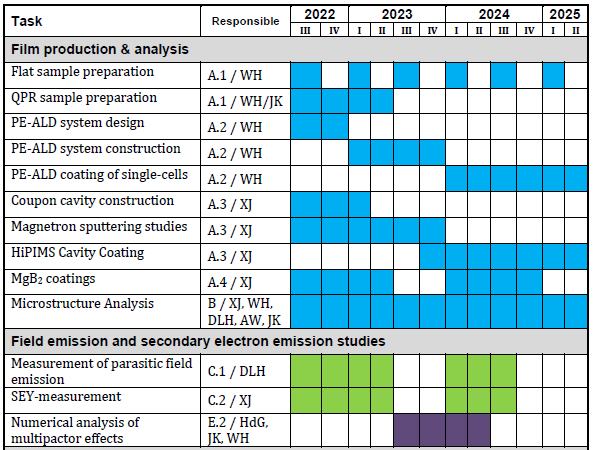 Task Responsible 2022 2023 2024 2025
III IV I II III IV I II III IV I II
Film production & analysis
Flat sample preparation A.1 / WH
QPR sample preparation A.1 / WH/JK
PE-ALD system design A.2 / WH
PE-ALD system construction A.2 / WH
PE-ALD coating of single-cells A.2 / WH
Coupon cavity construction A.3 / XJ
Magnetron sputtering studies A.3 / XJ
HiPIMS Cavity Coating A.3 / XJ
MgB₂ coatings A.4 / XJ
Microstructure Analysis B / XJ, WH,
DLH, AW, JK
Field emission and secondary electron emission studies
Measurement of parasitic field
emission C.1 / DLH
SEY-measurement C.2 / XJ
Numerical analysis of E.2 / HdG,
multipactor effects JK, WH